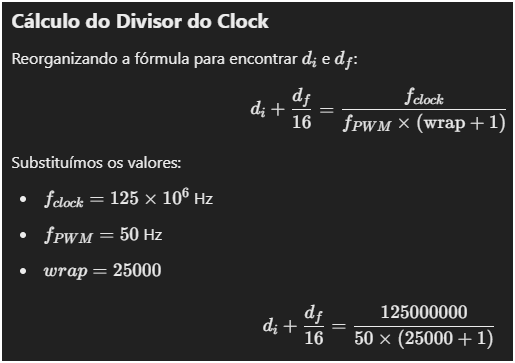 Cálculo do Divisor do Clock
Reorganizando a fórmula para encontrar $d_i$ e $d_f$:
$d_i + \frac{d_f}{16} = \frac{f_{clock}}{f_{PWM} \times (\text{wrap} + 1)}$
Substituímos os valores:
• $f_{clock} = 125 \times 10^6$ Hz
• $f_{PWM} = 50$ Hz
• $wrap = 25000$
$d_i + \frac{d_f}{16} = \frac{125000000}{50 \times (25000 + 1)}$